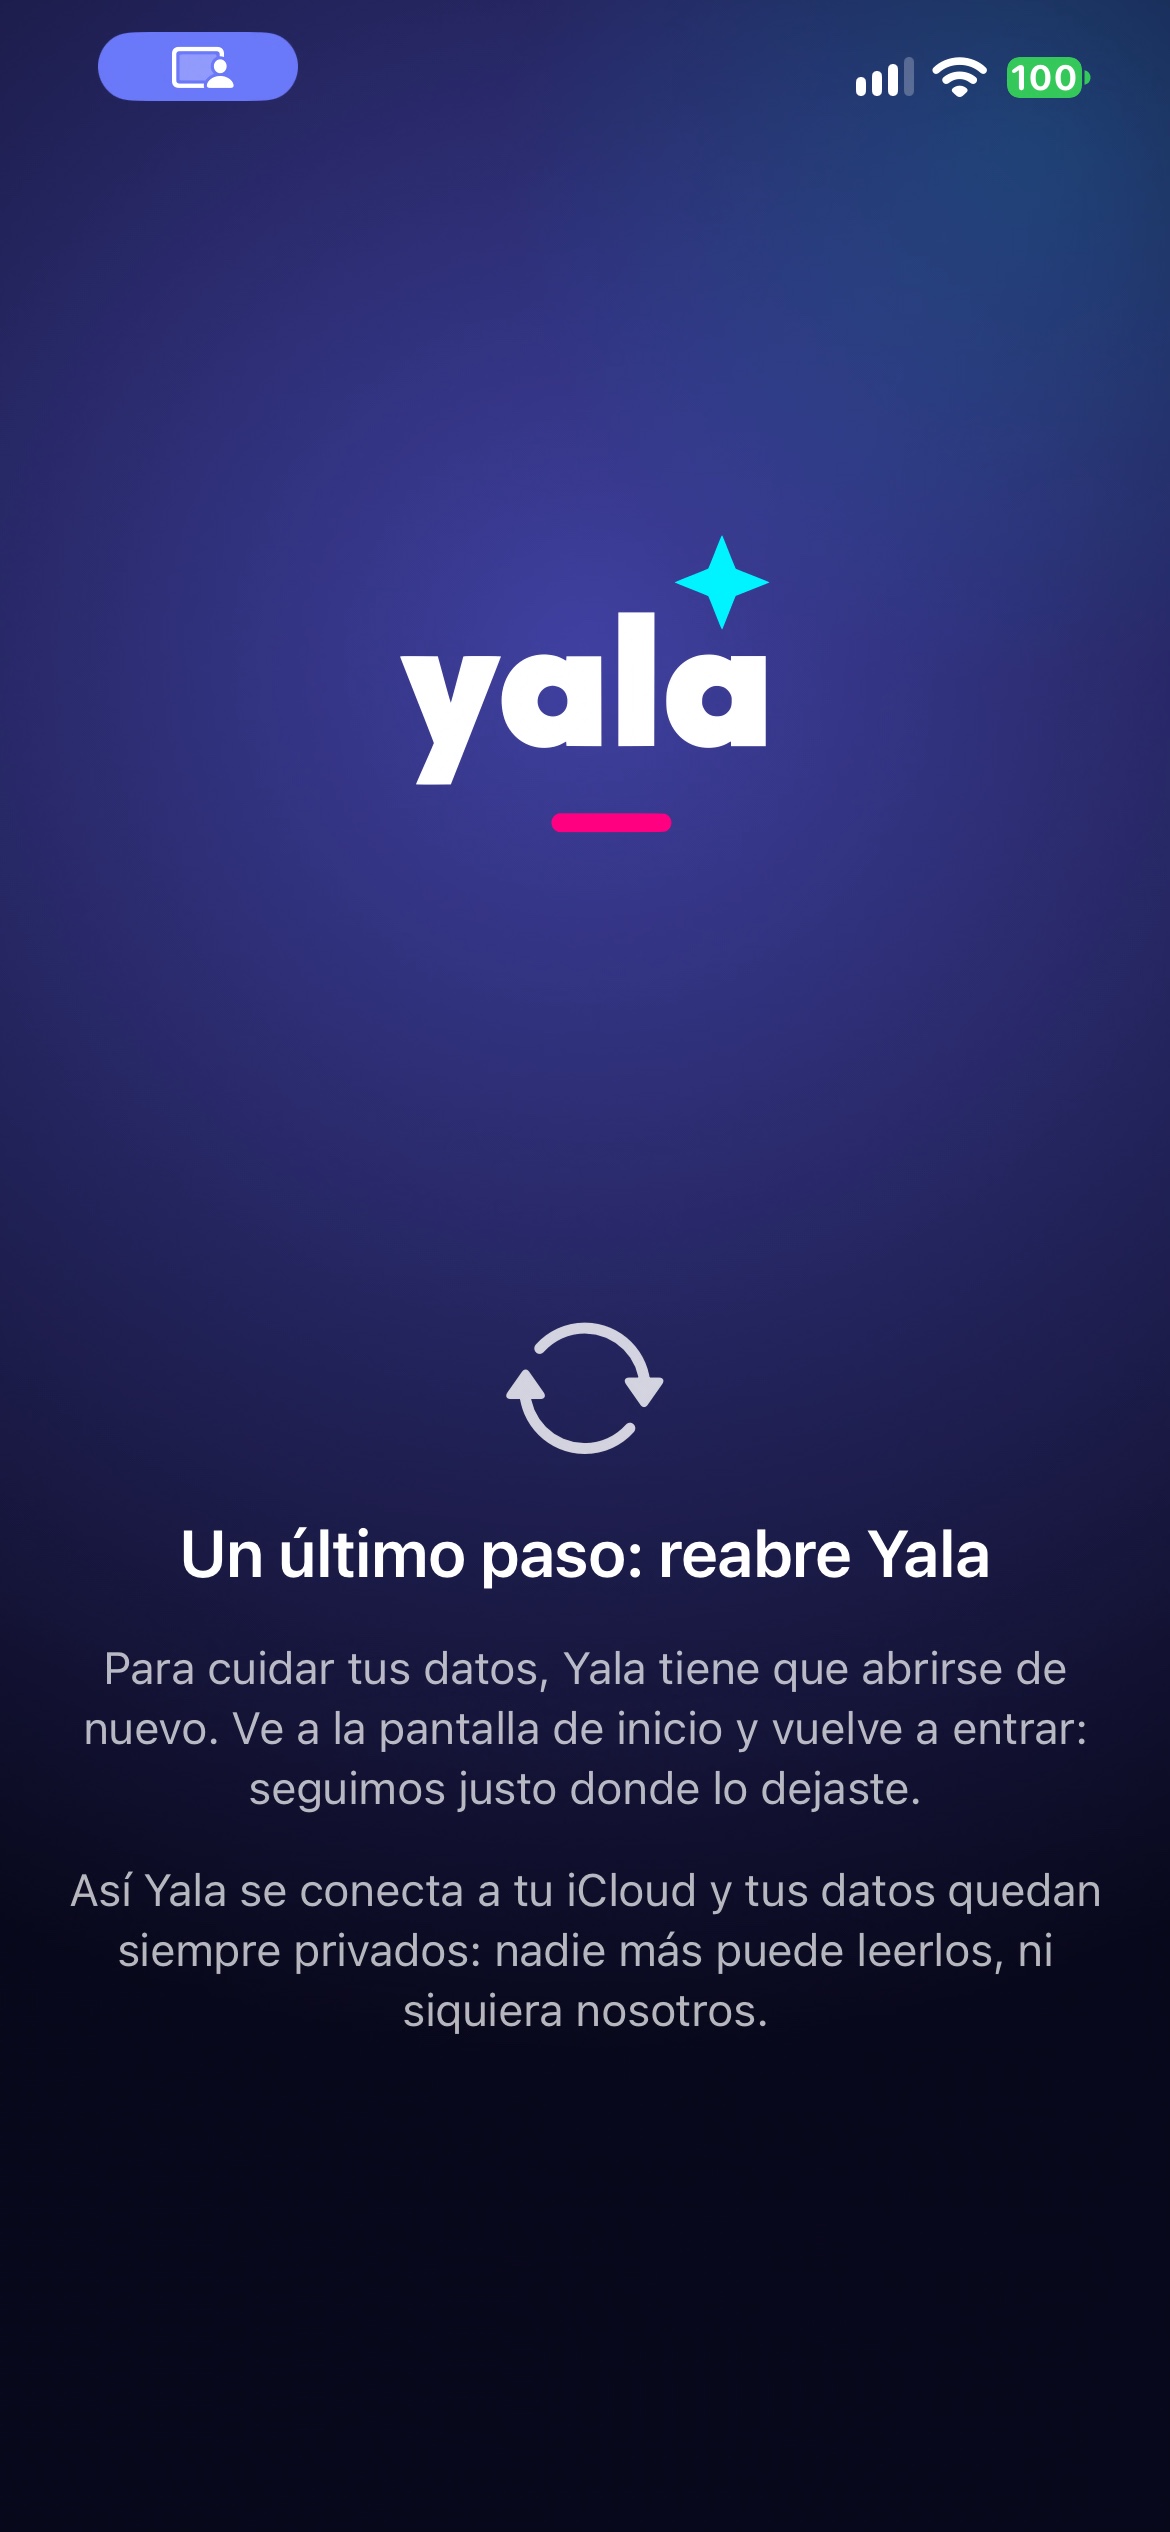 100
yala
Un último paso: reabre Yala
Para cuidar tus datos, Yala tiene que abrirse de
nuevo. Ve a la pantalla de inicio y vuelve a entrar:
seguimos justo donde lo dejaste.
Así Yala se conecta a tu iCloud y tus datos quedan
siempre privados: nadie más puede leerlos, ni
siquiera nosotros.